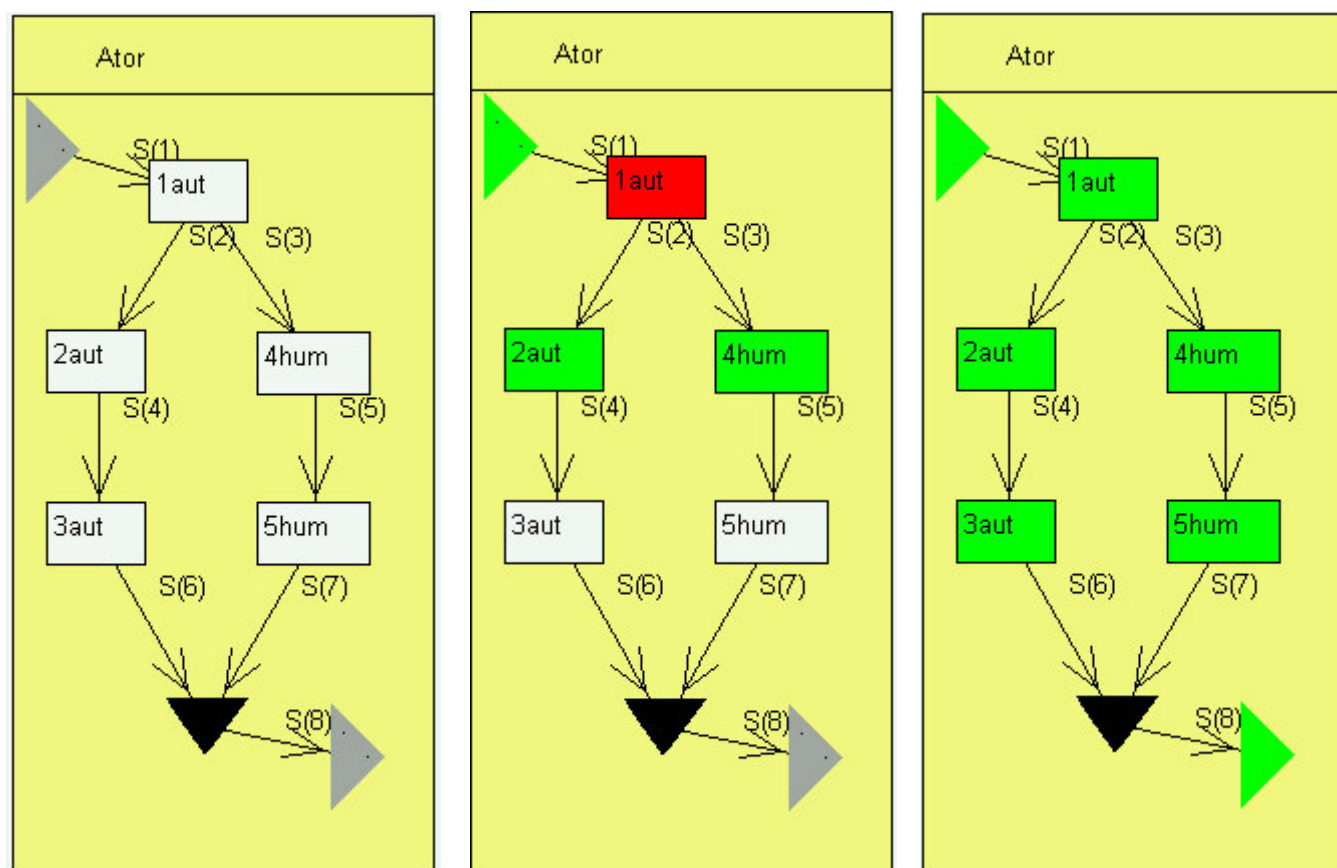 Ator
S(1)
1aut
S(2) S(3)
2aut 4hum
S(4) S(5)
3aut 5hum
S(6) S(7)
S(8)
Ator
S(1)
1aut
S(2) S(3)
2aut 4hum
S(4) S(5)
3aut 5hum
S(6) S(7)
S(8)
Ator
S(1)
1aut
S(2) S(3)
2aut 4hum
S(4) S(5)
3aut 5hum
S(6) S(7)
S(8)